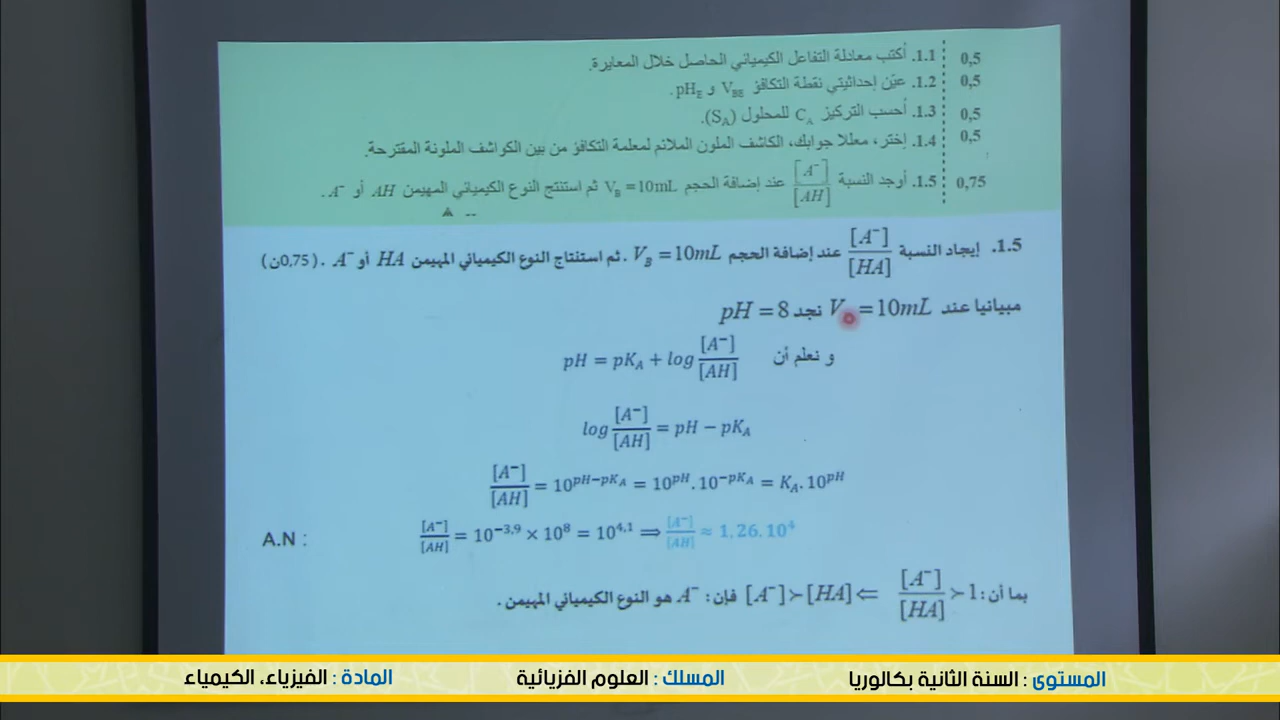 0,5 1.1. أكتب معادلة التفاعل الكيميائي الحاصل خلال المعايرة.
0,5 1.2. عيّن إحداثيتي نقطة التكافؤ V_BE و pH_E.
0,5 1.3. أحسب التركيز C_A للمحلول (S_A).
0,5 1.4. إختر، معللا جوابك، الكاشف الملون الملائم لمعلمة التكافؤ من بين الكواشف الملونة المقترحة.
0,75 1.5. أوجد النسبة [A⁻]/[AH] عند إضافة الحجم V_B = 10mL ثم استنتج النوع الكيميائي المهيمن AH أو A⁻.
1.5. إيجاد النسبة [A⁻]/[HA] عند إضافة الحجم V_B = 10mL . ثم استنتاج النوع الكيميائي المهيمن HA أو A⁻ . (0,75ن)
مبيانيا عند V = 10mL نجد pH = 8
و نعلم أن pH = pK_A + log [A⁻]/[AH]
log [A⁻]/[AH] = pH − pK_A
[A⁻]/[AH] = 10^(pH−pK_A) = 10^pH . 10^(−pK_A) = K_A . 10^pH
A.N : [A⁻]/[AH] = 10^(−3,9) × 10^8 = 10^(4,1) ⟹ [A⁻]/[AH] ≈ 1,26.10^4
بما أن : [A⁻]/[HA] ≻ 1 ⇐ [A⁻] ≻ [HA] فإن : A⁻ هو النوع الكيميائي المهيمن .
المستوى : السنة الثانية بكالوريا المسلك : العلوم الفزيائية المادة : الفيزياء، الكيمياء